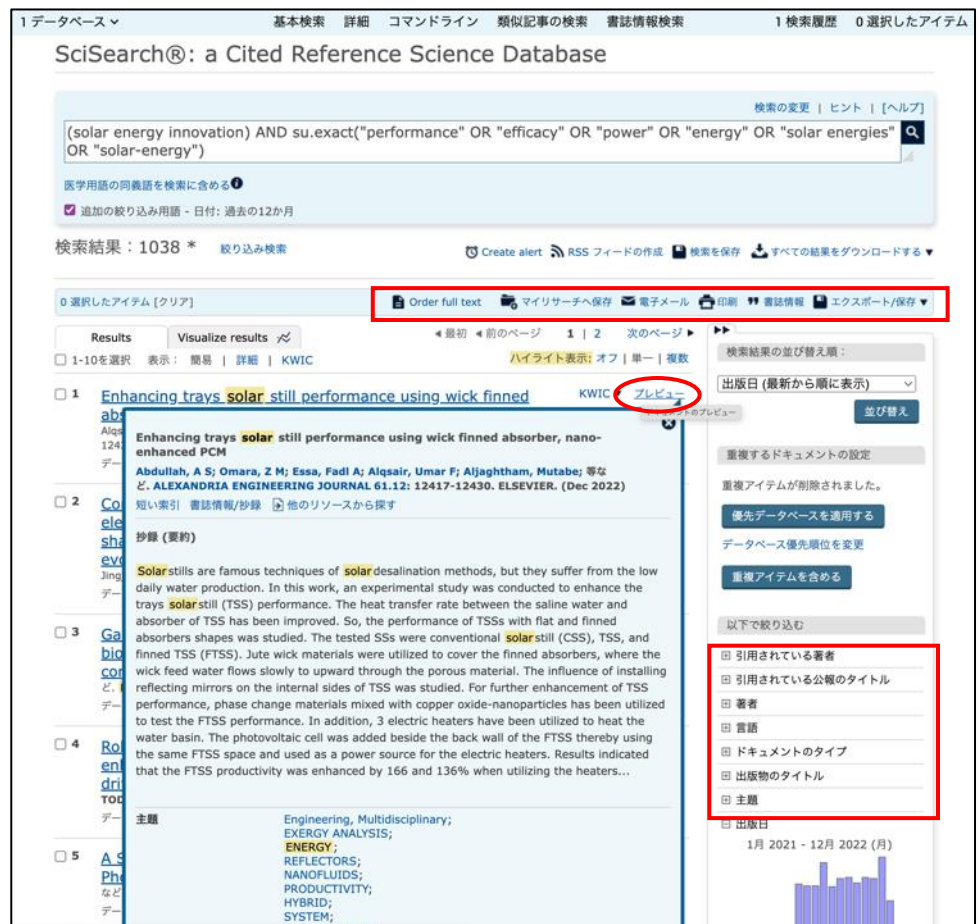 1 データベース 基本検索 詳細 コマンドライン 類似記事の検索 書誌情報検索 1 検索履歴 0 選択したアイテム
SciSearch®: a Cited Reference Science Database
検索の変更 | ヒント | [ヘルプ]
(solar energy innovation) AND su.exact("performance" OR "efficacy" OR "power" OR "energy" OR "solar energies"
OR "solar-energy")
医学用語の同義語を検索に含める
追加の絞り込み用語 - 日付: 過去の12か月
検索結果：1038 * 絞り込み検索 Create alert RSS フィードの作成 検索を保存 すべての結果をダウンロードする ▼
0 選択したアイテム [クリア] Order full text マイリサーチへ保存 電子メール 印刷 書誌情報 エクスポート/保存 ▼
Results Visualize results ◀最初 ◀前のページ 1 | 2 次のページ ▶
1-10を選択 表示： 簡易 | 詳細 | KWIC ハイライト表示: オフ | 単一 | 複数
1 Enhancing trays solar still performance using wick finned KWIC プレビュー
abs
Alqs
124
デー
Enhancing trays solar still performance using wick finned absorber, nano-
enhanced PCM
Abdullah, A S; Omara, Z M; Essa, Fadl A; Alqsair, Umar F; Aljaghtham, Mutabe; 等な
ど. ALEXANDRIA ENGINEERING JOURNAL 61.12: 12417-12430. ELSEVIER. (Dec 2022)
短い索引 書誌情報/抄録 他のリソースから探す
抄録 (要約)
Solar stills are famous techniques of solar desalination methods, but they suffer from the low
daily water production. In this work, an experimental study was conducted to enhance the
trays solar still (TSS) performance. The heat transfer rate between the saline water and
absorber of TSS has been improved. So, the performance of TSSs with flat and finned
absorbers shapes was studied. The tested SSs were conventional solar still (CSS), TSS, and
finned TSS (FTSS). Jute wick materials were utilized to cover the finned absorbers, where the
wick feed water flows slowly to upward through the porous material. The influence of installing
reflecting mirrors on the internal sides of TSS was studied. For further enhancement of TSS
performance, phase change materials mixed with copper oxide-nanoparticles has been utilized
to test the FTSS performance. In addition, 3 electric heaters have been utilized to heat the
water basin. The photovoltaic cell was added beside the back wall of the FTSS thereby using
the same FTSS space and used as a power source for the electric heaters. Results indicated
that the FTSS productivity was enhanced by 166 and 136% when utilizing the heaters...
主題 Engineering, Multidisciplinary;
EXERGY ANALYSIS;
ENERGY;
REFLECTORS;
NANOFLUIDS;
PRODUCTIVITY;
HYBRID;
SYSTEM;
2 Co
ele
sha
evo
Jing
デー
3 Ga
bio
con
ど.
デー
4 Rol
enl
dri
TOD
デー
5 A S
Pho
など
デー
検索結果の並び替え順：
出版日 (最新から順に表示)
並び替え
重複するドキュメントの設定
重複アイテムが削除されました。
優先データベースを適用する
データベース優先順位を変更
重複アイテムを含める
以下で絞り込む
引用されている著者
引用されている公報のタイトル
著者
言語
ドキュメントのタイプ
出版物のタイトル
主題
出版日
1月 2021 - 12月 2022 (月)